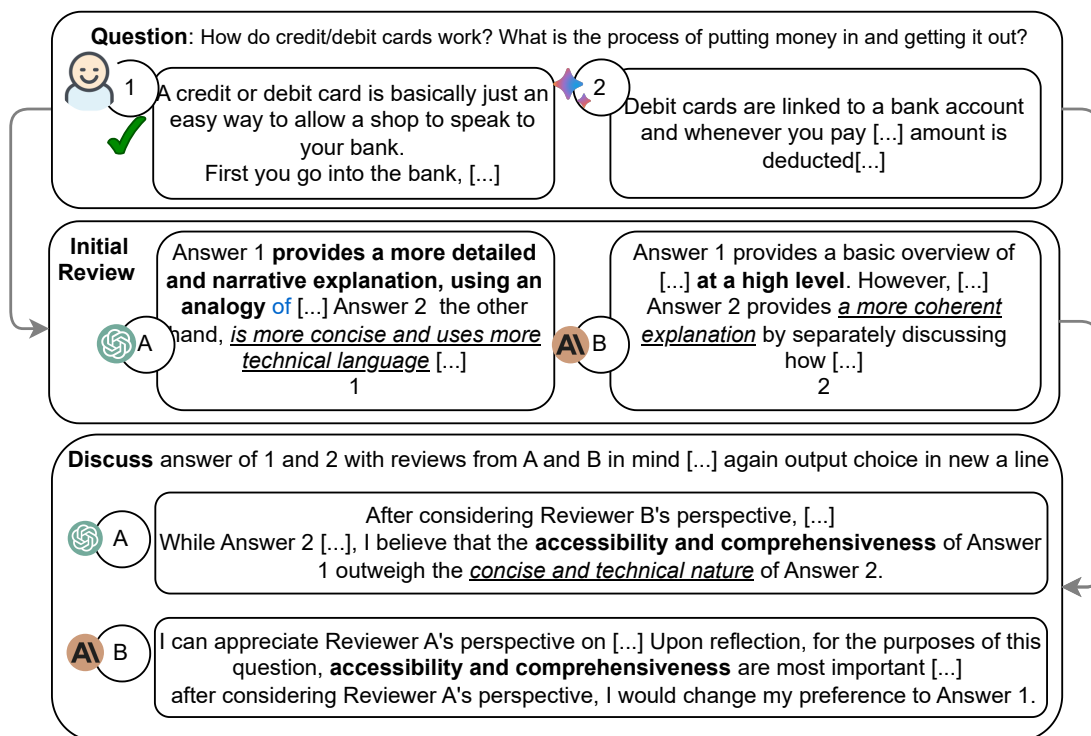 Question: How do credit/debit cards work? What is the process of putting money in and getting it out?
1
A credit or debit card is basically just an
easy way to allow a shop to speak to
your bank.
First you go into the bank, [...]
2
Debit cards are linked to a bank account
and whenever you pay [...] amount is
deducted[...]
Initial
Review
A
Answer 1 provides a more detailed
and narrative explanation, using an
analogy of [...] Answer 2 the other
hand, is more concise and uses more
technical language [...]
1
B
Answer 1 provides a basic overview of
[...] at a high level. However, [...]
Answer 2 provides a more coherent
explanation by separately discussing
how [...]
2
Discuss answer of 1 and 2 with reviews from A and B in mind [...] again output choice in new a line
A
After considering Reviewer B's perspective, [...]
While Answer 2 [...], I believe that the accessibility and comprehensiveness of Answer
1 outweigh the concise and technical nature of Answer 2.
B
I can appreciate Reviewer A's perspective on [...] Upon reflection, for the purposes of this
question, accessibility and comprehensiveness are most important [...]
after considering Reviewer A's perspective, I would change my preference to Answer 1.